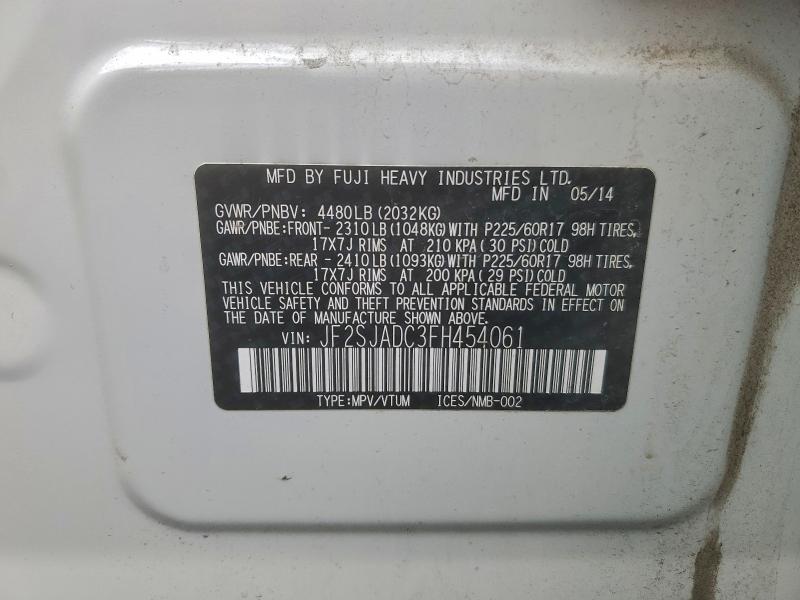 MFD BY FUJI HEAVY INDUSTRIES LTD.
MFD IN 05/14
GVWR/PNBV: 4480LB(2032KG)
GAWR/PNBE:FRONT- 2310LB(1048KG)WITH P225/60R17 98H TIRES,
17X7J RIMS AT 210 KPA( 30 PSI)COLD
GAWR/PNBE:REAR - 2410LB(1093KG)WITH P225/60R17 98H TIRES,
17X7J RIMS AT 200 KPA( 29 PSI)COLD
THIS VEHICLE CONFORMS TO ALL APPLICABLE FEDERAL MOTOR
VEHICLE SAFETY AND THEFT PREVENTION STANDARDS IN EFFECT ON
THE DATE OF MANUFACTURE SHOWN ABOVE.
VIN: JF2SJADC3FH454061
TYPE:MPV/VTUM ICES/NMB-002